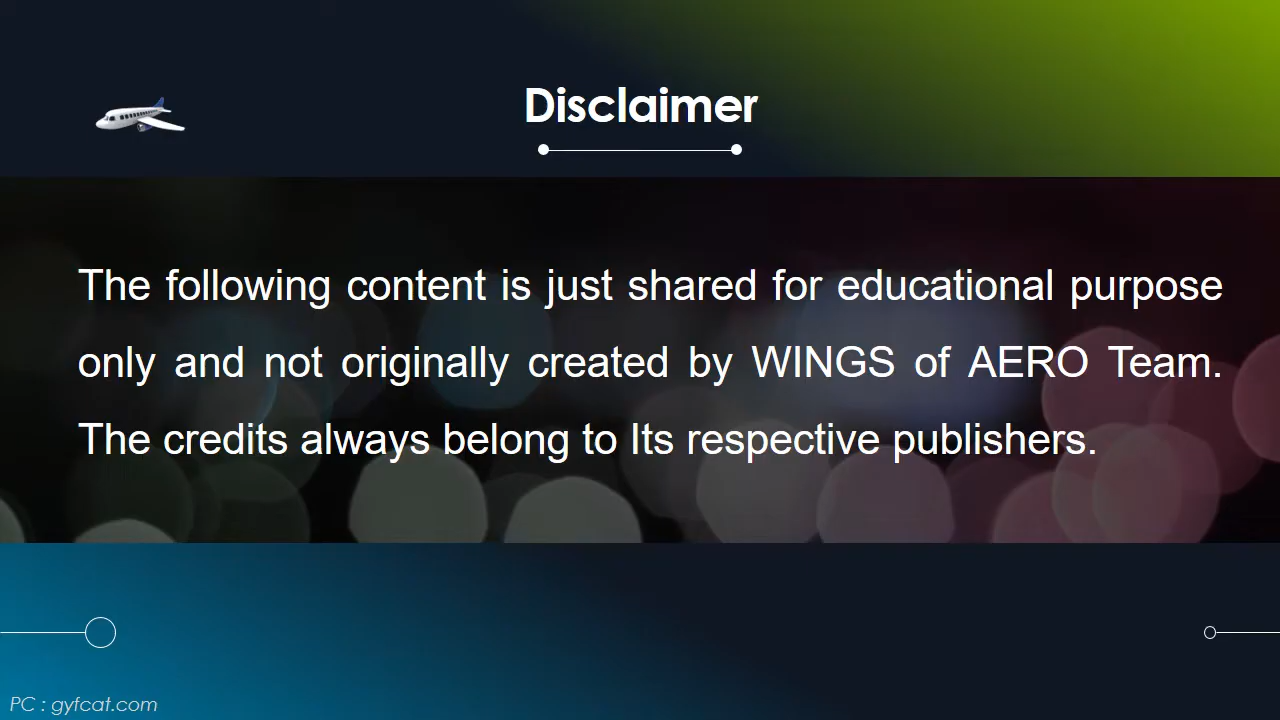 Disclaimer
The following content is just shared for educational purpose
only and not originally created by WINGS of AERO Team.
The credits always belong to Its respective publishers.
PC : gyfcat.com